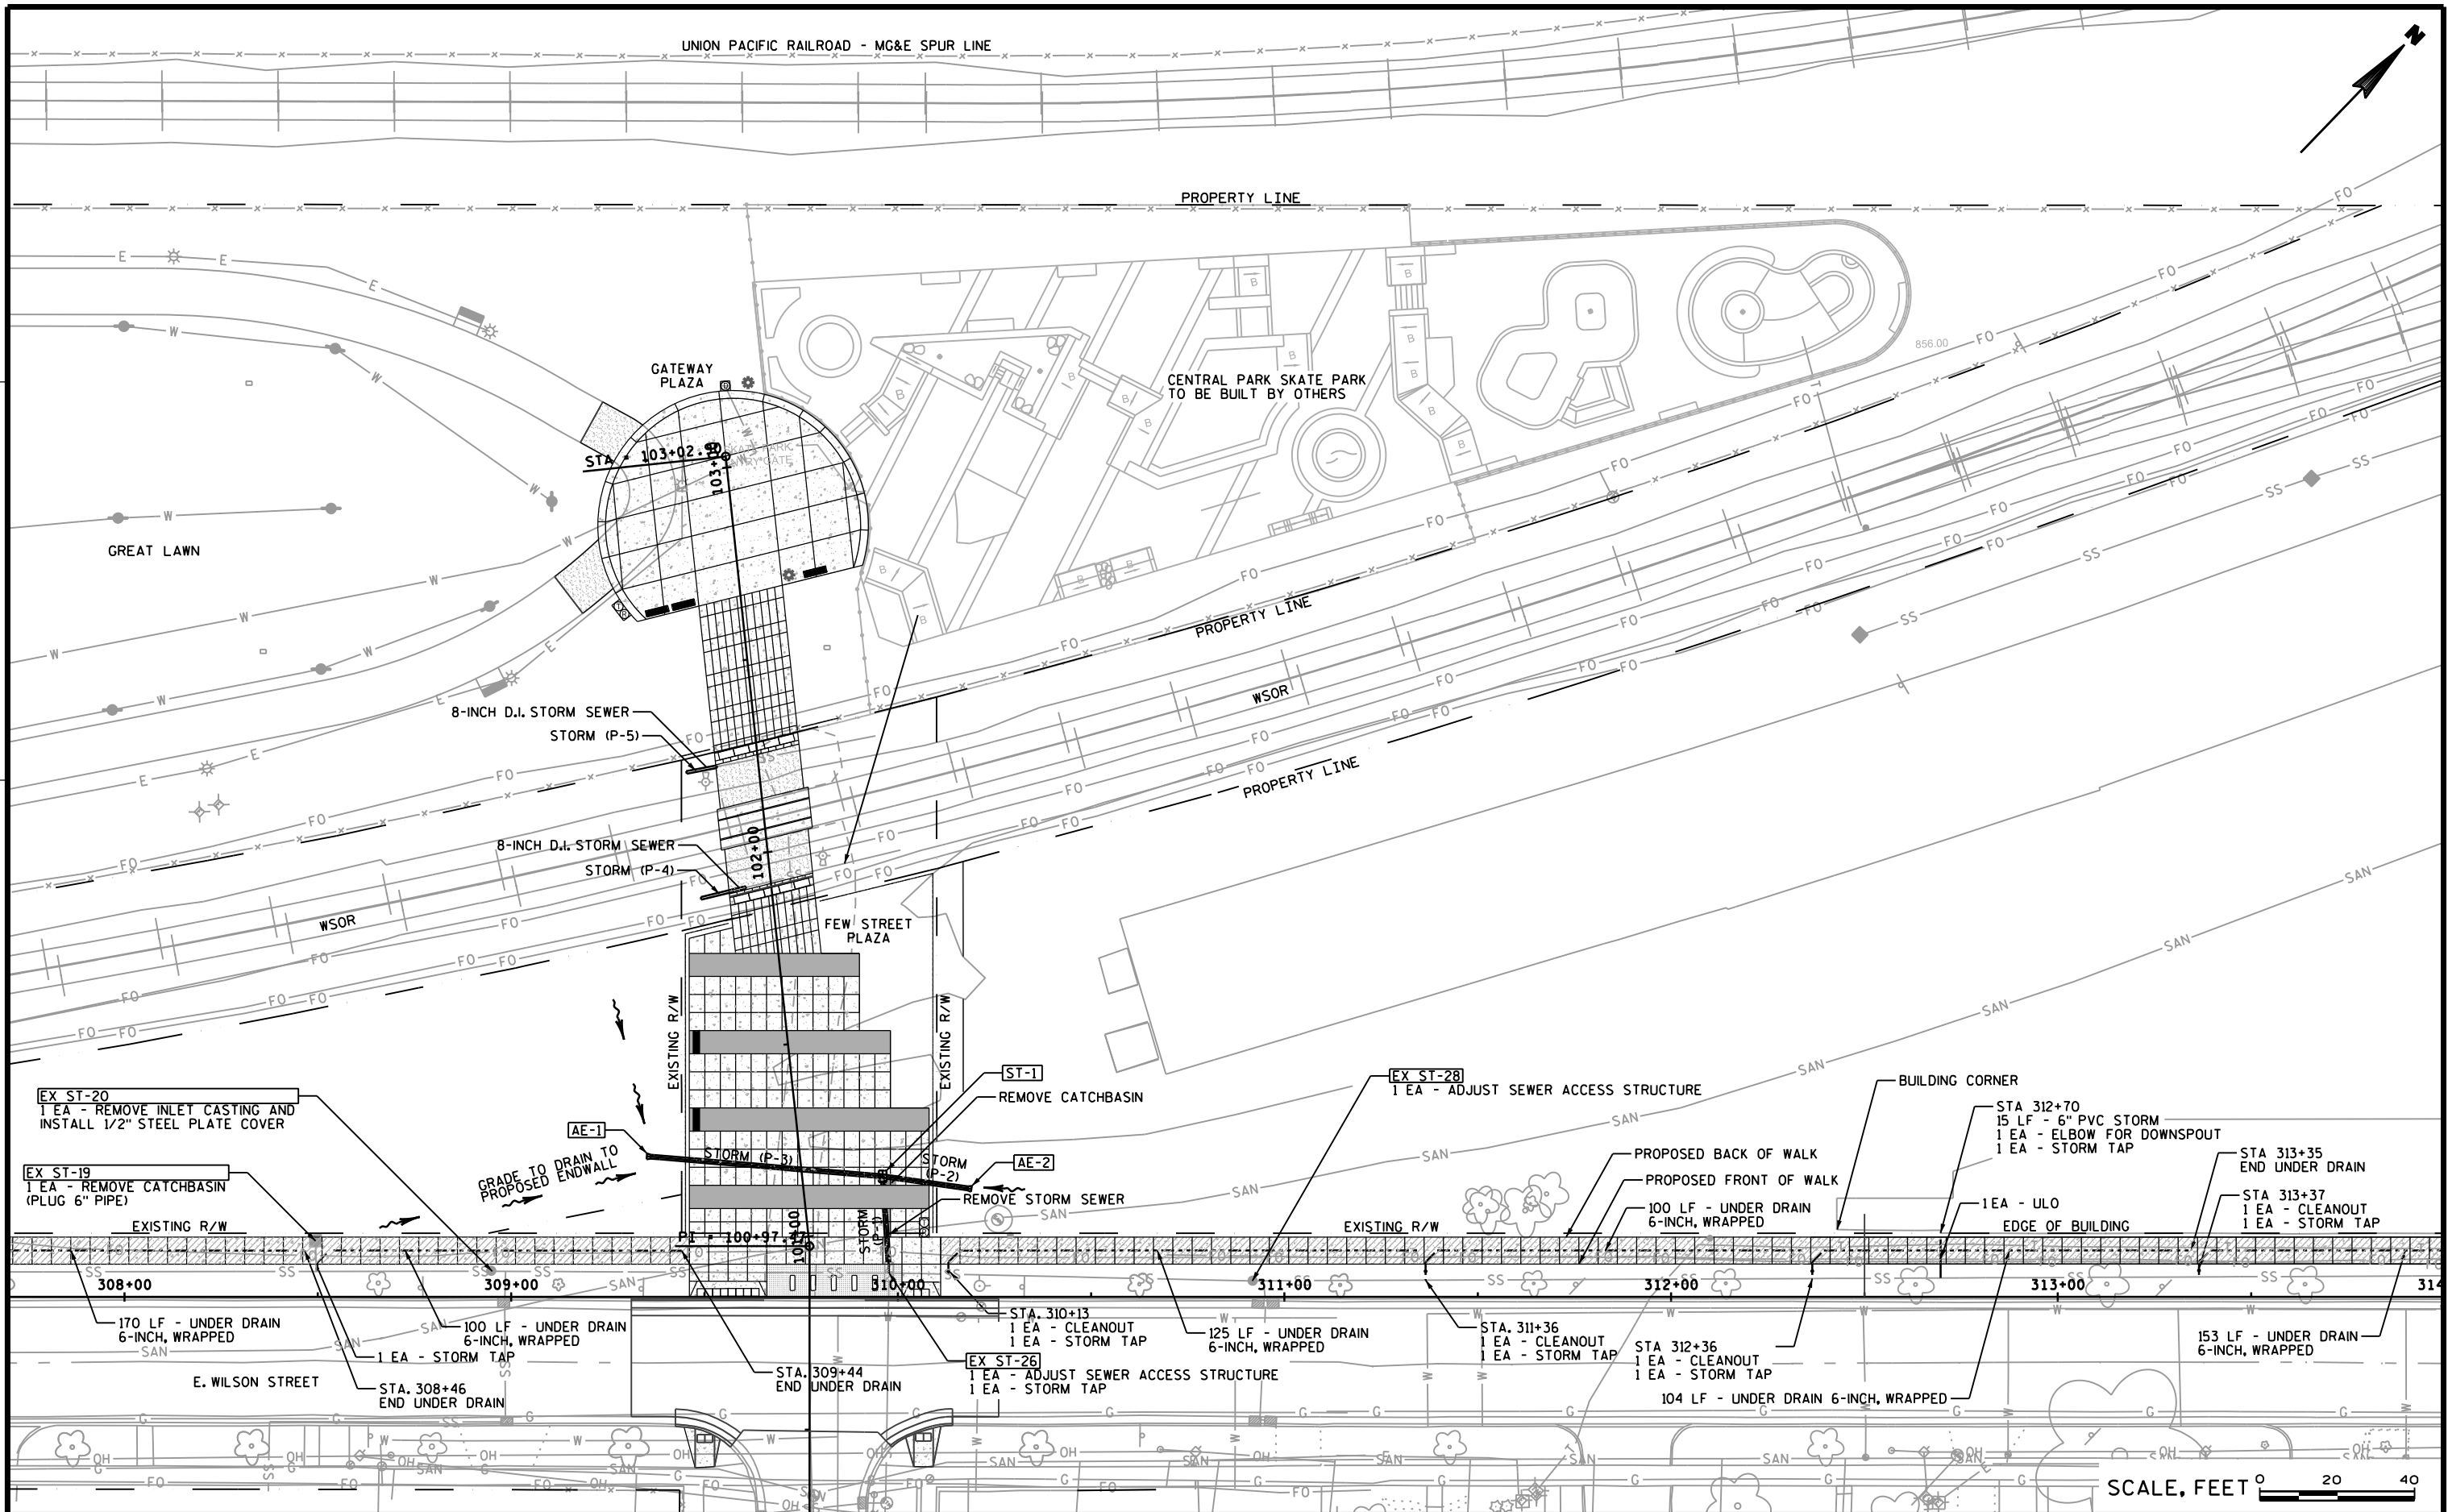 UNION PACIFIC RAILROAD - MG&E SPUR LINE
N
PROPERTY LINE
GATEWAY
PLAZA
CENTRAL PARK SKATE PARK
TO BE BUILT BY OTHERS
856.00
SKATE PARK
ENTRY GATE
STA = 103+02.
GREAT LAWN
PROPERTY LINE
WSOR
8-INCH D.I. STORM SEWER
STORM (P-5)
PROPERTY LINE
8-INCH D.I. STORM SEWER
STORM (P-4)
102+00
WSOR
FEW STREET
PLAZA
EXISTING R/W
EXISTING R/W
ST-1
REMOVE CATCHBASIN
EX ST-28
1 EA - ADJUST SEWER ACCESS STRUCTURE
BUILDING CORNER
EX ST-20
1 EA - REMOVE INLET CASTING AND
INSTALL 1/2" STEEL PLATE COVER
STA 312+70
15 LF - 6" PVC STORM
1 EA - ELBOW FOR DOWNSPOUT
1 EA - STORM TAP
AE-1
STORM (P-3)
STORM
(P-2)
AE-2
GRADE TO DRAIN TO
PROPOSED ENDWALL
PROPOSED BACK OF WALK
STA 313+35
END UNDER DRAIN
EX ST-19
1 EA - REMOVE CATCHBASIN
(PLUG 6" PIPE)
PROPOSED FRONT OF WALK
REMOVE STORM SEWER
STA 313+37
1 EA - CLEANOUT
1 EA - STORM TAP
100 LF - UNDER DRAIN
6-INCH, WRAPPED
1 EA - ULO
EXISTING R/W
STORM
(P-1)
EXISTING R/W
EDGE OF BUILDING
PI = 100+97.47
308+00
309+00
310+00
311+00
312+00
313+00
314
170 LF - UNDER DRAIN
6-INCH, WRAPPED
100 LF - UNDER DRAIN
6-INCH, WRAPPED
1 EA - STORM TAP
STA. 310+13
1 EA - CLEANOUT
1 EA - STORM TAP
125 LF - UNDER DRAIN
6-INCH, WRAPPED
STA. 311+36
1 EA - CLEANOUT
1 EA - STORM TAP
STA 312+36
1 EA - CLEANOUT
1 EA - STORM TAP
153 LF - UNDER DRAIN
6-INCH, WRAPPED
E. WILSON STREET
STA. 308+46
END UNDER DRAIN
STA. 309+44
END UNDER DRAIN
EX ST-26
1 EA - ADJUST SEWER ACCESS STRUCTURE
1 EA - STORM TAP
104 LF - UNDER DRAIN 6-INCH, WRAPPED
SCALE, FEET
0 20 40